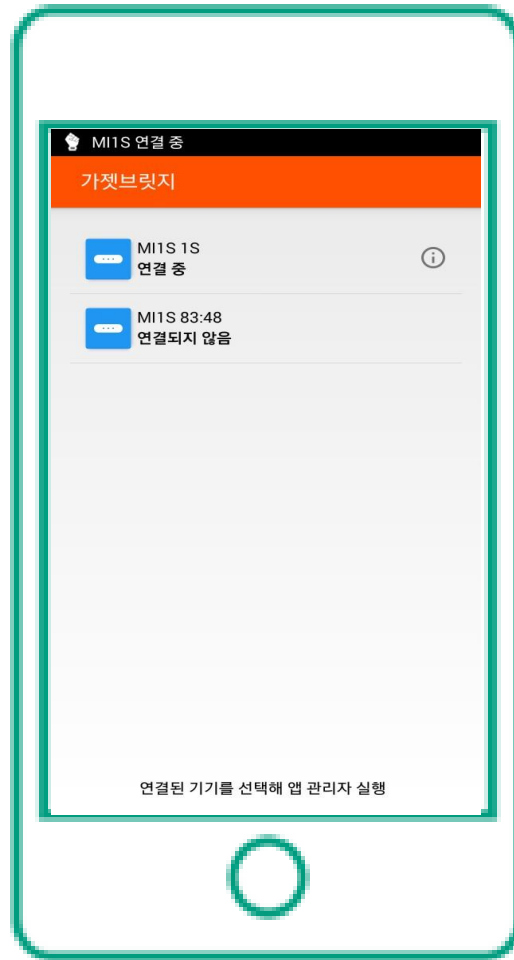 MI1S 연결 중
가젯브릿지
MI1S 1S
연결 중
MI1S 83:48
연결되지 않음
연결된 기기를 선택해 앱 관리자 실행